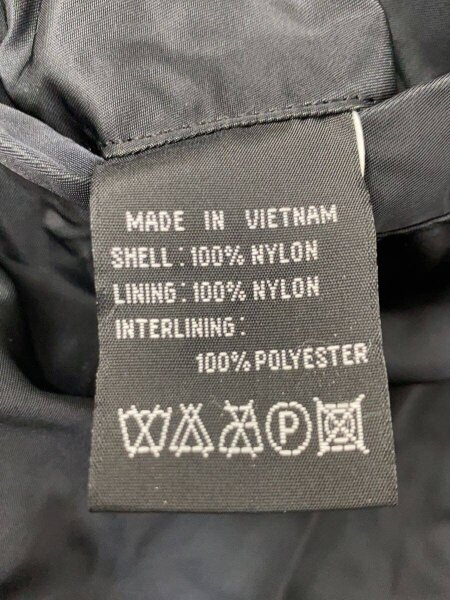 MADE IN VIETNAM
SHELL: 100% NYLON
LINING: 100% NYLON
INTERLINING:
100% POLYESTER
P